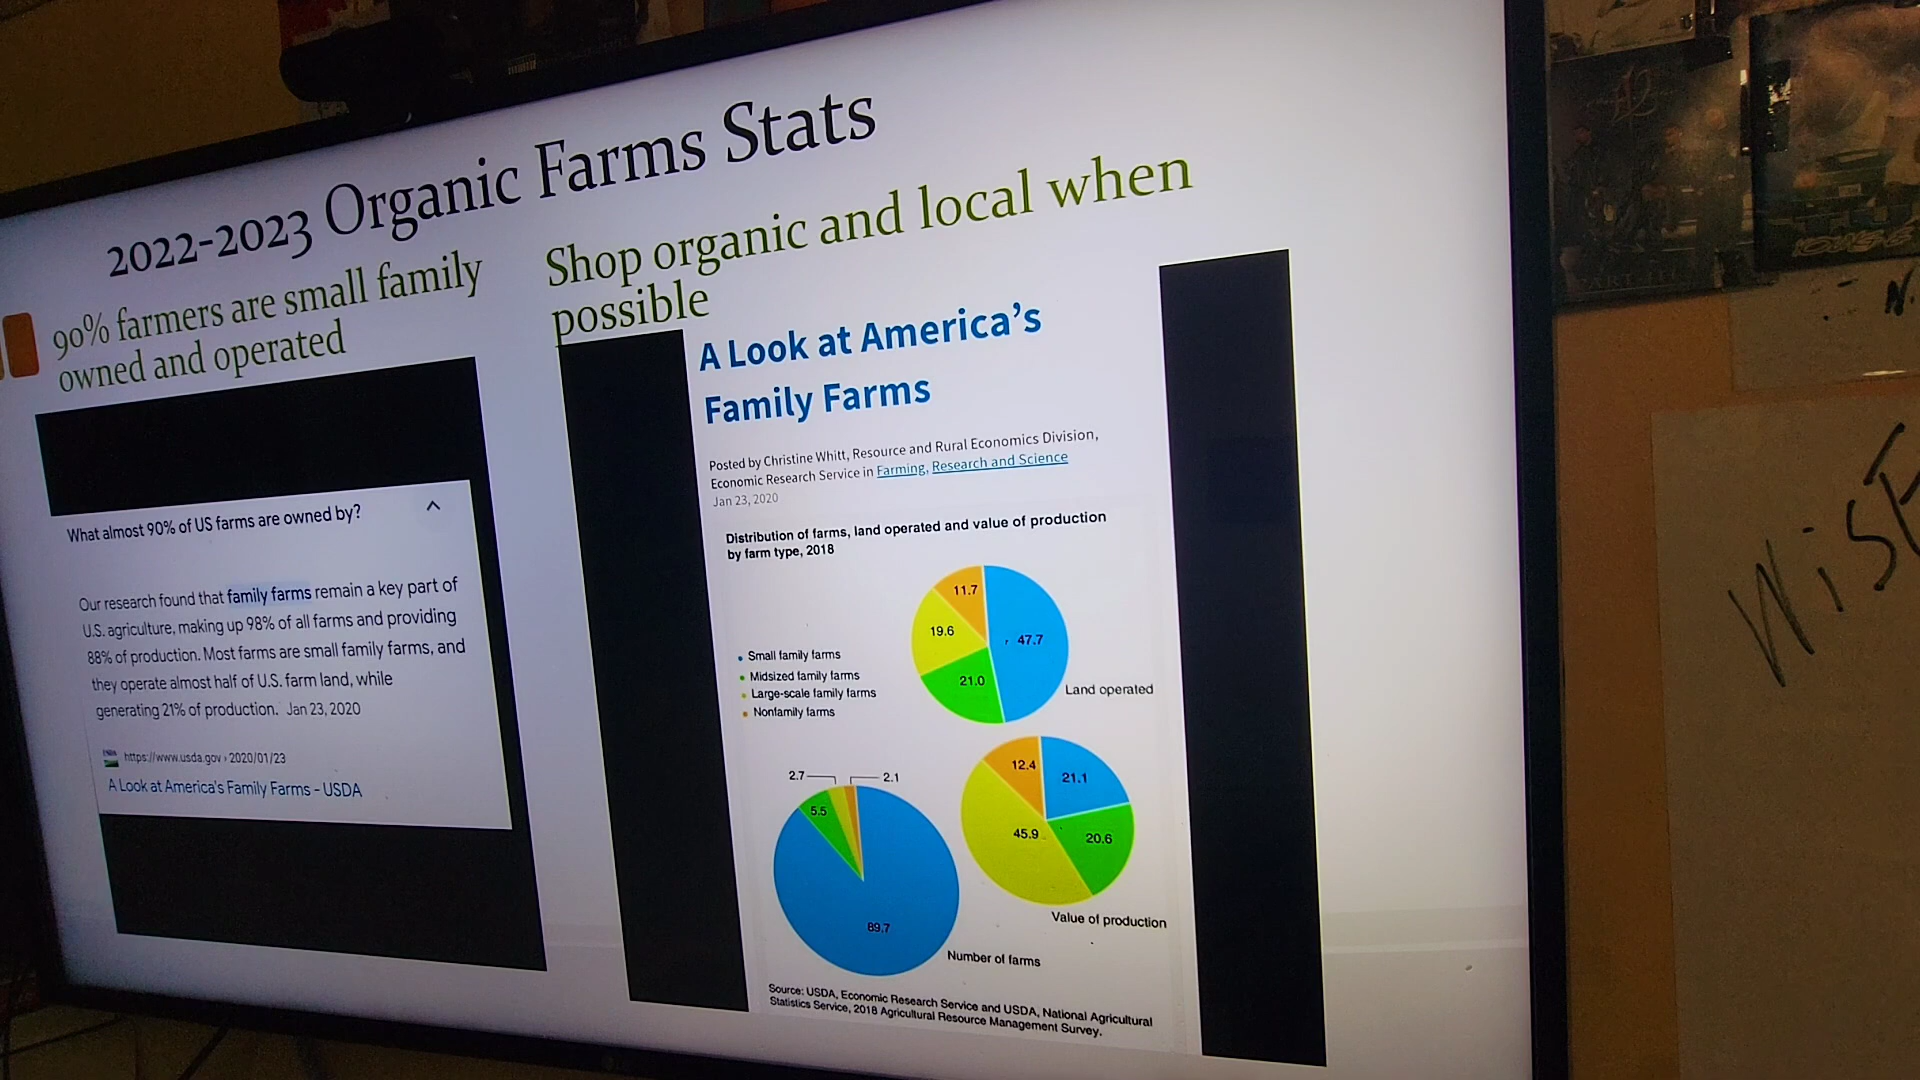 2022-2023 Organic Farms Stats
90% farmers are small family
owned and operated
What almost 90% of US farms are owned by?
Our research found that family farms remain a key part of
U.S. agriculture, making up 98% of all farms and providing
88% of production. Most farms are small family farms, and
they operate almost half of U.S. farm land, while
generating 21% of production. Jan 23, 2020
https://www.usda.gov › 2020/01/23
A Look at America's Family Farms - USDA
Shop organic and local when
possible
A Look at America's
Family Farms
Posted by Christine Whitt, Resource and Rural Economics Division,
Economic Research Service in Farming, Research and Science
Jan 23, 2020
Distribution of farms, land operated and value of production
by farm type, 2018
Small family farms
Midsized family farms
Large-scale family farms
Nonfamily farms
11.7
19.6
47.7
21.0
Land operated
12.4
21.1
45.9
20.6
Value of production
2.7
2.1
5.5
89.7
Number of farms
Source: USDA, Economic Research Service and USDA, National Agricultural
Statistics Service, 2018 Agricultural Resource Management Survey.
WiSE